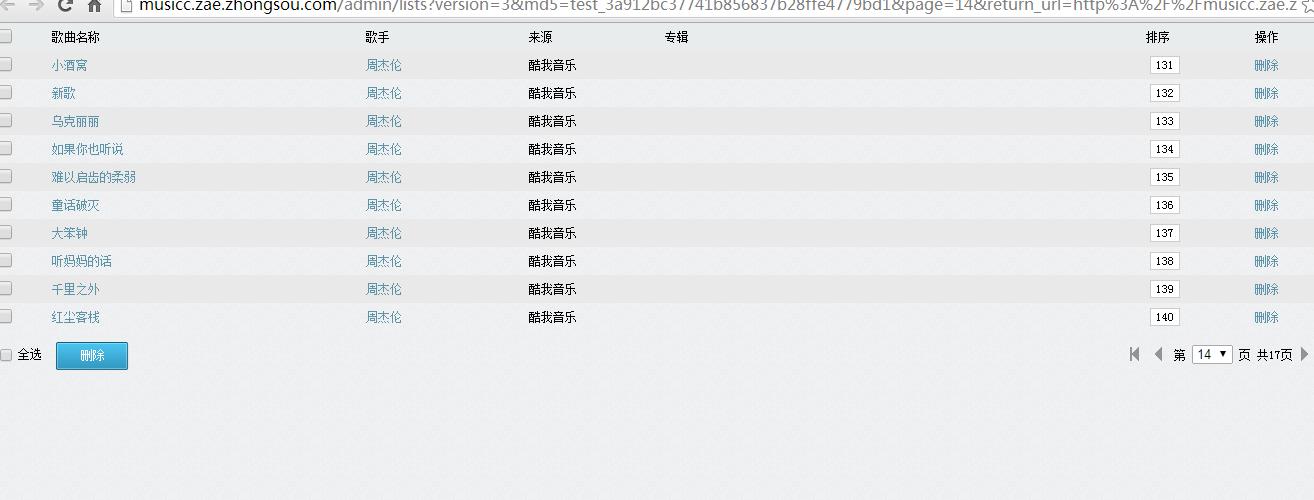 musicc.zae.zhongsou.com/admin/lists?version=3&md5=test_3a912bc37741b856837b28ffe4779bd1&page=14&return_url=http%3A%2F%2Fmusicc.zae.z
歌曲名称 歌手 来源 专辑 排序 操作
小酒窝 周杰伦 酷我音乐 131 删除
新歌 周杰伦 酷我音乐 132 删除
乌克丽丽 周杰伦 酷我音乐 133 删除
如果你也听说 周杰伦 酷我音乐 134 删除
难以启齿的柔弱 周杰伦 酷我音乐 135 删除
童话破灭 周杰伦 酷我音乐 136 删除
大笨钟 周杰伦 酷我音乐 137 删除
听妈妈的话 周杰伦 酷我音乐 138 删除
千里之外 周杰伦 酷我音乐 139 删除
红尘客栈 周杰伦 酷我音乐 140 删除
全选 删除 第 14 页 共17页